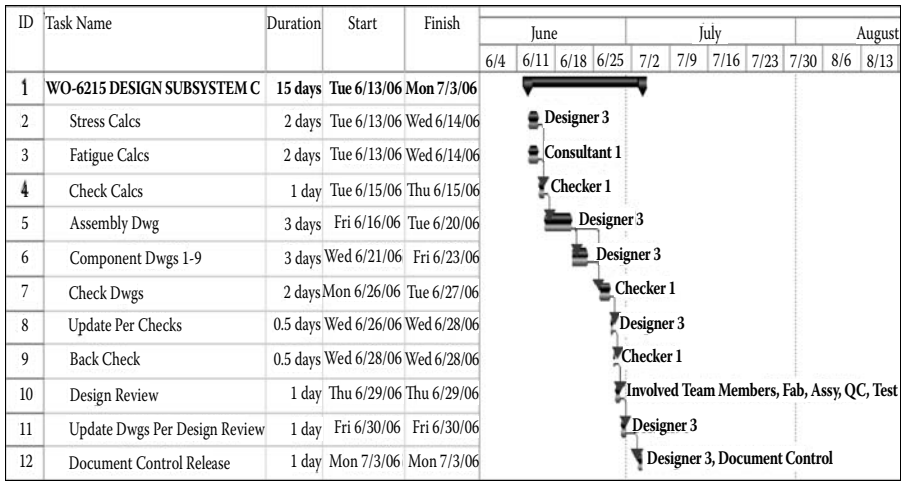 ID Task Name Duration Start Finish June July August
6/4 6/11 6/18 6/25 7/2 7/9 7/16 7/23 7/30 8/6 8/13
1 WO-6215 DESIGN SUBSYSTEM C 15 days Tue 6/13/06 Mon 7/3/06
2 Stress Calcs 2 days Tue 6/13/06 Wed 6/14/06 Designer 3
3 Fatigue Calcs 2 days Tue 6/13/06 Wed 6/14/06 Consultant 1
4 Check Calcs 1 day Tue 6/15/06 Thu 6/15/06 Checker 1
5 Assembly Dwg 3 days Fri 6/16/06 Tue 6/20/06 Designer 3
6 Component Dwgs 1-9 3 days Wed 6/21/06 Fri 6/23/06 Designer 3
7 Check Dwgs 2 days Mon 6/26/06 Tue 6/27/06 Checker 1
8 Update Per Checks 0.5 days Wed 6/26/06 Wed 6/28/06 Designer 3
9 Back Check 0.5 days Wed 6/28/06 Wed 6/28/06 Checker 1
10 Design Review 1 day Thu 6/29/06 Thu 6/29/06 Involved Team Members, Fab, Assy, QC, Test
11 Update Dwgs Per Design Review 1 day Fri 6/30/06 Fri 6/30/06 Designer 3
12 Document Control Release 1 day Mon 7/3/06 Mon 7/3/06 Designer 3, Document Control